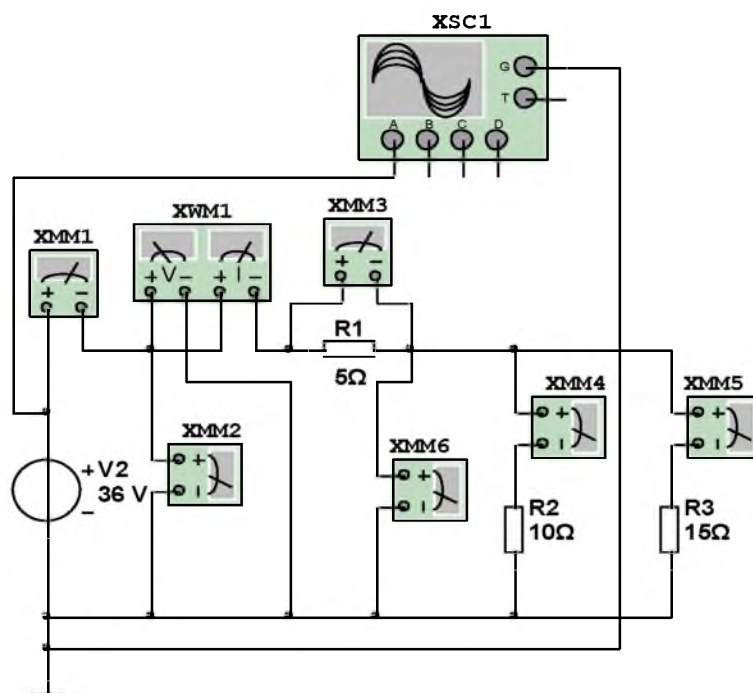 XSC1
G
T
A B C D
XMM1
XWM1
XMM3
+ −
+ V − + I −
+ −
R1
5Ω
XMM4
XMM5
XMM2
XMM6
+
I
+
I
+
I
+
I
+ V2
36 V
−
R2
10Ω
R3
15Ω